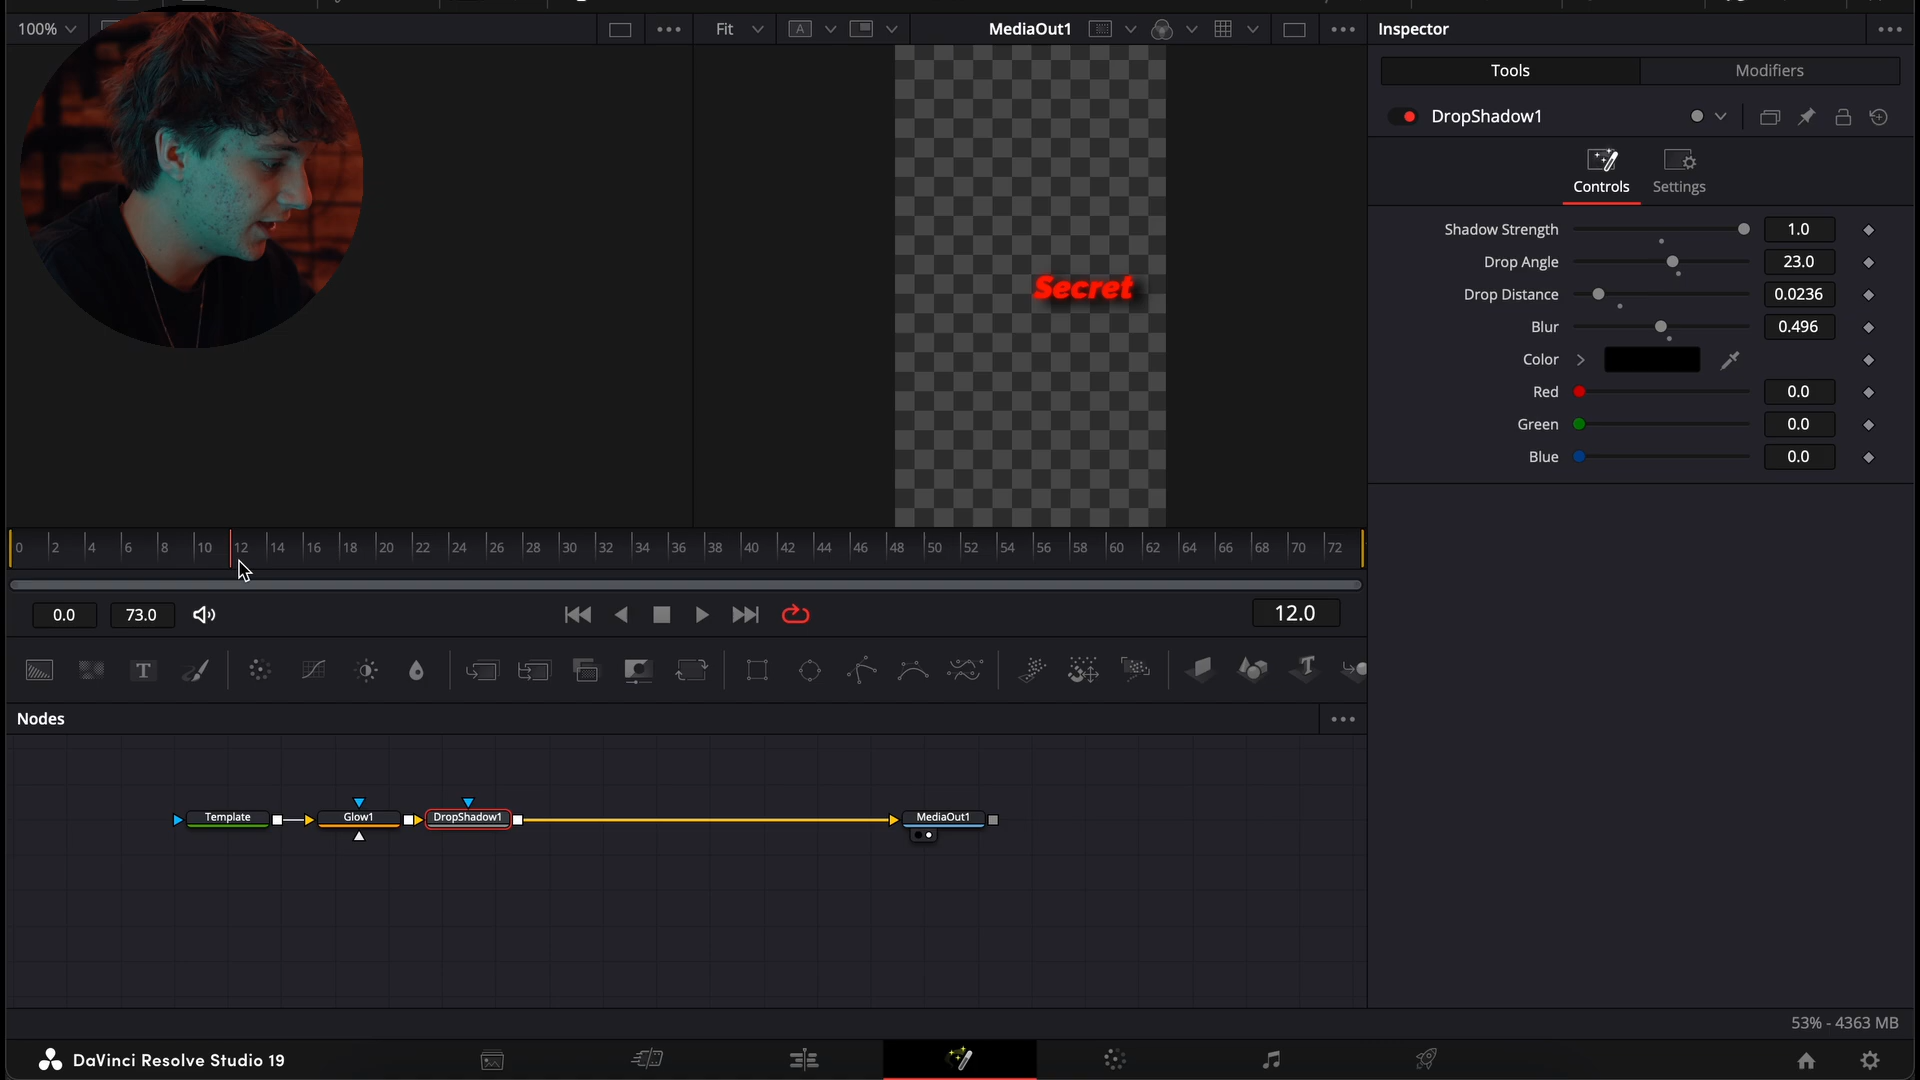 100%
Fit
A
MediaOut1
Inspector
Tools
Modifiers
DropShadow1
Controls
Settings
Shadow Strength
1.0
Drop Angle
23.0
Drop Distance
0.0236
Blur
0.496
Color
Red
0.0
Green
0.0
Blue
0.0
Secret
0 2 4 6 8 10 12 14 16 18 20 22 24 26 28 30 32 34 36 38 40 42 44 46 48 50 52 54 56 58 60 62 64 66 68 70 72
0.0
73.0
12.0
T
T
Nodes
Template
Glow1
DropShadow1
MediaOut1
53% - 4363 MB
DaVinci Resolve Studio 19